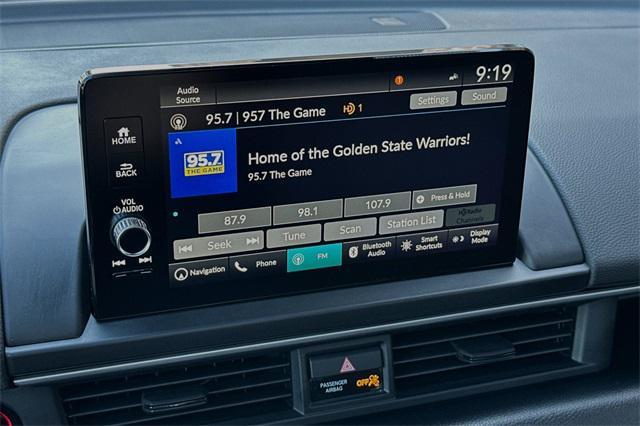 Audio
Source
9:19
95.7 | 957 The Game
HD 1
Settings
Sound
HOME
BACK
VOL
AUDIO
95.7
THE GAME
Home of the Golden State Warriors!
95.7 The Game
87.9
98.1
107.9
Press & Hold
Seek
Tune
Scan
Station List
HD Radio
Channels
Navigation
Phone
FM
Bluetooth
Audio
Smart
Shortcuts
Display
Mode
PASSENGER
AIRBAG
OFF